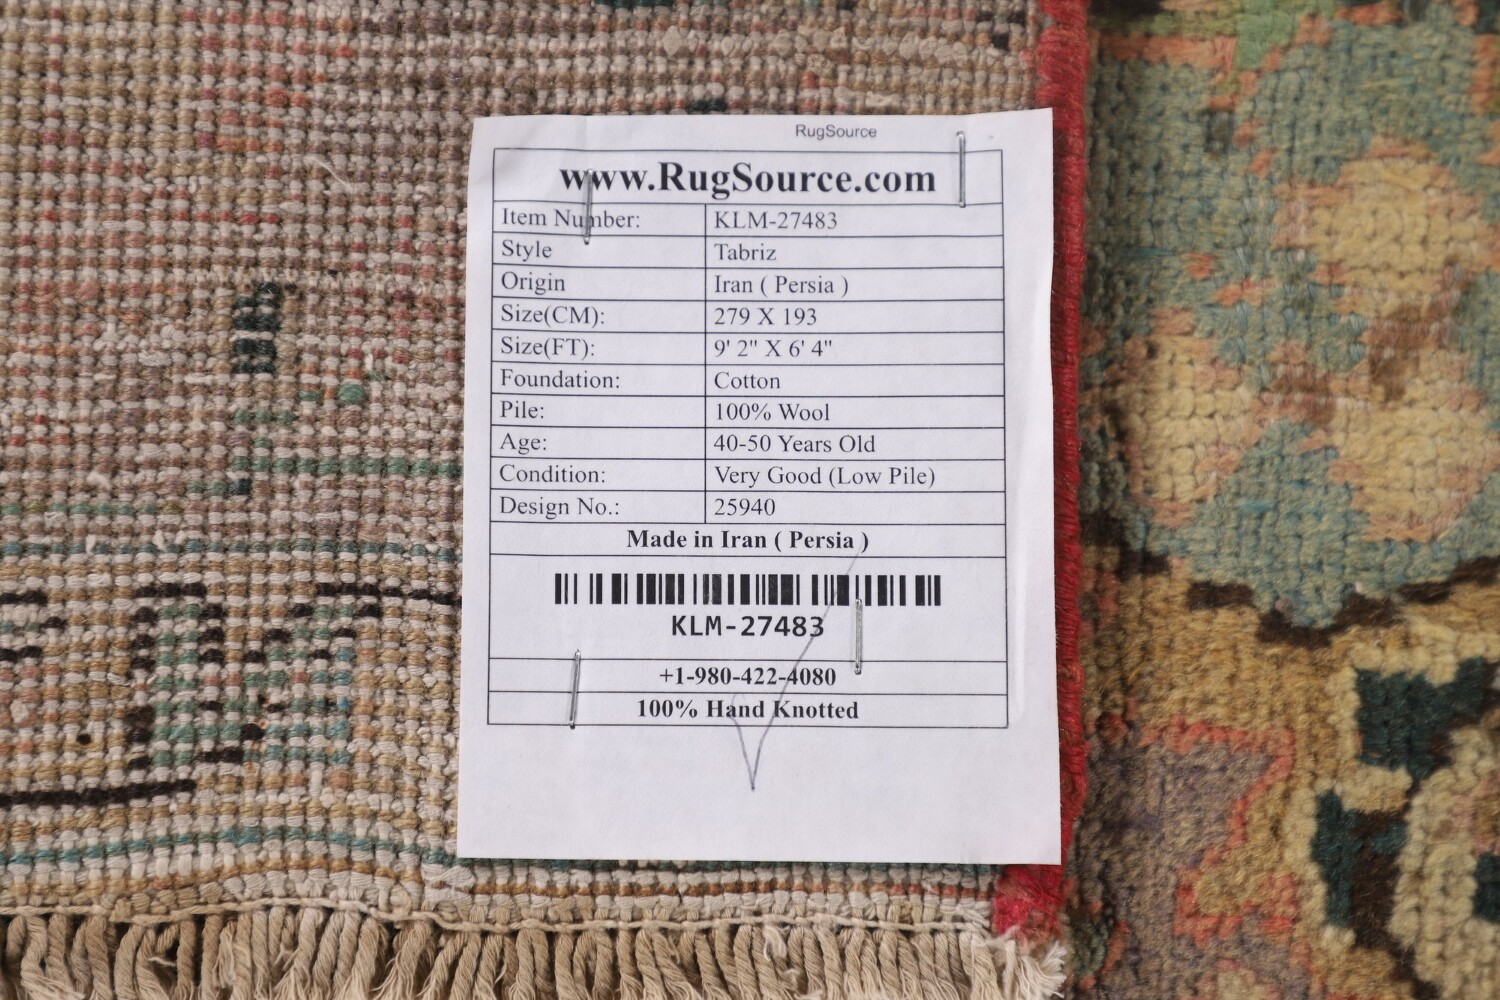 RugSource
www.RugSource.com
Item Number: KLM-27483
Style Tabriz
Origin Iran ( Persia )
Size(CM): 279 X 193
Size(FT): 9' 2" X 6' 4"
Foundation: Cotton
Pile: 100% Wool
Age: 40-50 Years Old
Condition: Very Good (Low Pile)
Design No.: 25940
Made in Iran ( Persia )
KLM-27483
+1-980-422-4080
100% Hand Knotted